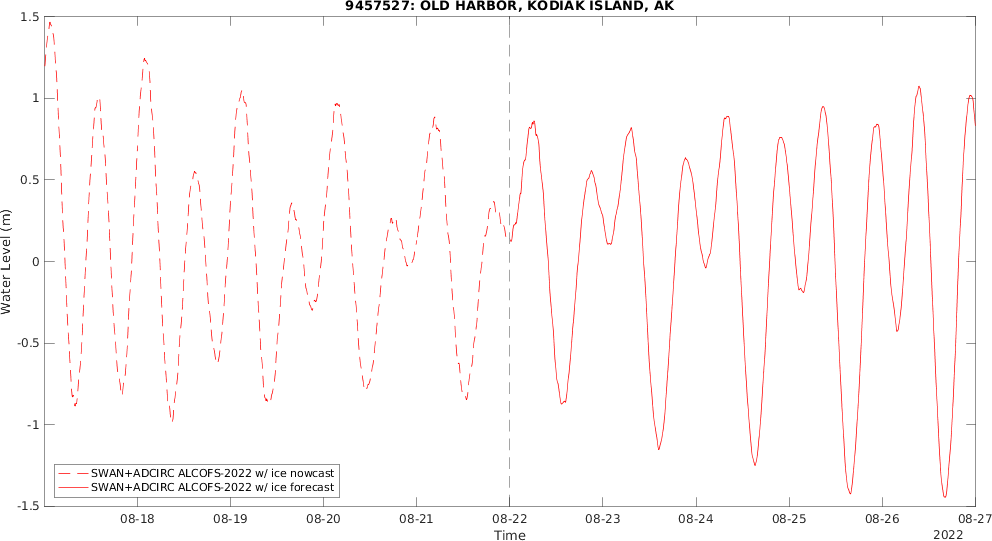 9457527: OLD HARBOR, KODIAK ISLAND, AK
Water Level (m)
1.5
1
0.5
0
-0.5
-1
-1.5
SWAN+ADCIRC ALCOFS-2022 w/ ice nowcast
SWAN+ADCIRC ALCOFS-2022 w/ ice forecast
08-18 08-19 08-20 08-21 08-22 08-23 08-24 08-25 08-26 08-27
Time
2022